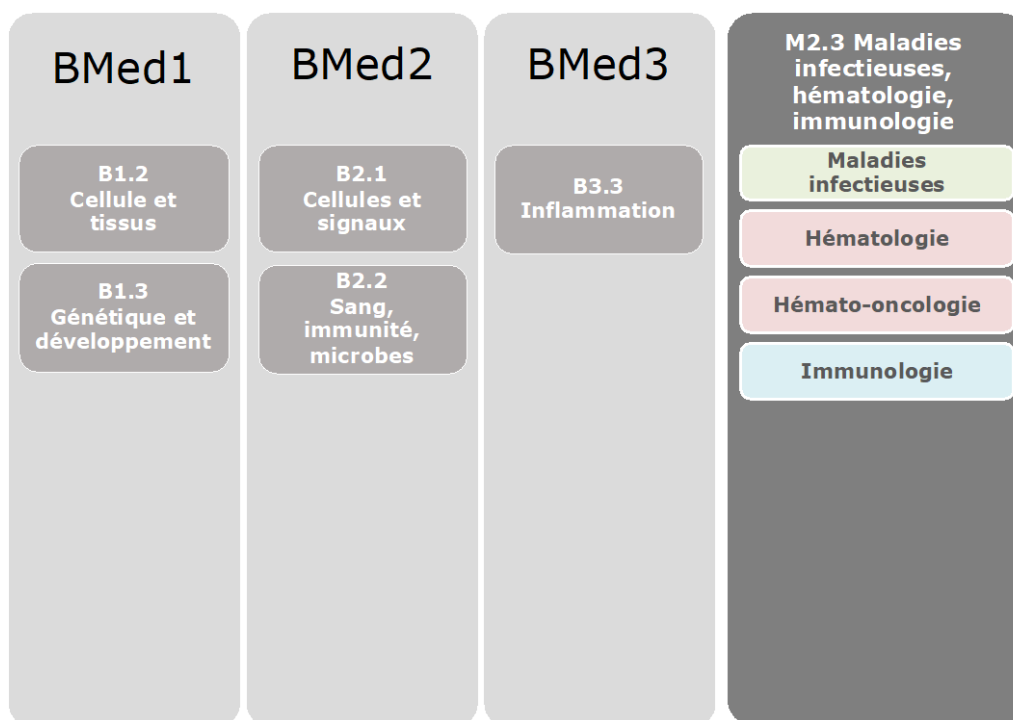 BMed1
B1.2
Cellule et
tissus
B1.3
Génétique et
développement
BMed2
B2.1
Cellules et
signaux
B2.2
Sang,
immunité,
microbes
BMed3
B3.3
Inflammation
M2.3 Maladies
infectieuses,
hématologie,
immunologie
Maladies
infectieuses
Hématologie
Hémato-oncologie
Immunologie